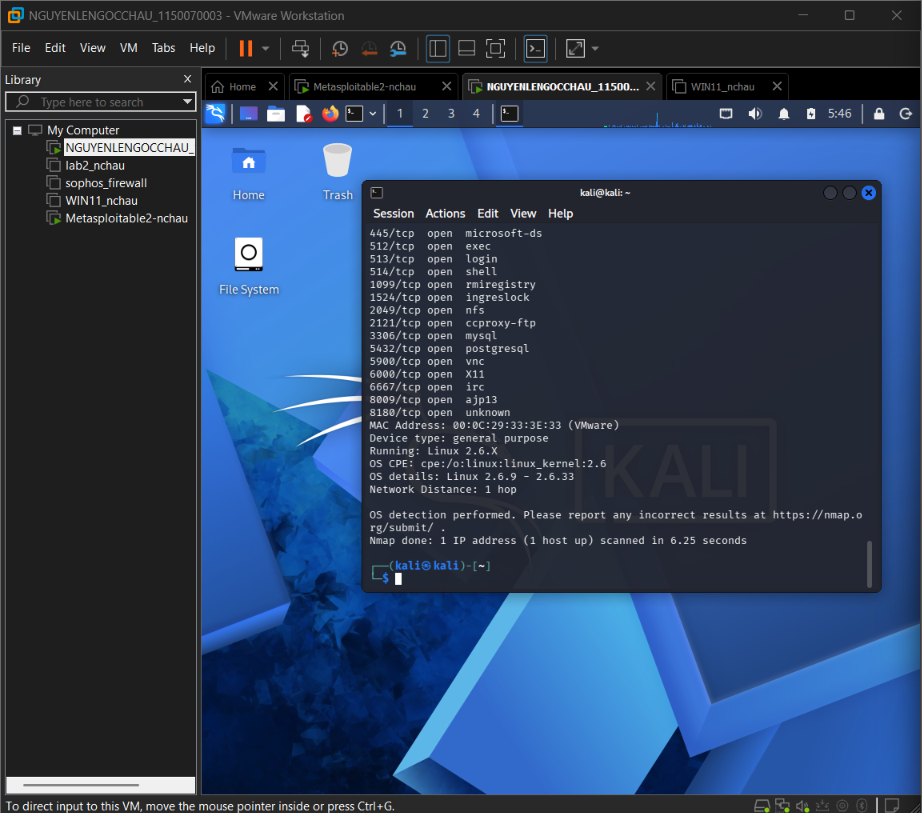 NGUYENLENGOCCHAU_1150070003 - VMware Workstation
File Edit View VM Tabs Help
Library
Type here to search
My Computer
NGUYENLENGOCCHAU_
lab2_nchau
sophos_firewall
WIN11_nchau
Metasploitable2-nchau
Home
Metasploitable2-nchau
NGUYENLENGOCCHAU_11500...
WIN11_nchau
1 2 3 4
5:46
Home
Trash
File System
kali@kali: ~
Session Actions Edit View Help
445/tcp open microsoft-ds
512/tcp open exec
513/tcp open login
514/tcp open shell
1099/tcp open rmiregistry
1524/tcp open ingreslock
2049/tcp open nfs
2121/tcp open ccproxy-ftp
3306/tcp open mysql
5432/tcp open postgresql
5900/tcp open vnc
6000/tcp open X11
6667/tcp open irc
8009/tcp open ajp13
8180/tcp open unknown
MAC Address: 00:0C:29:33:3E:33 (VMware)
Device type: general purpose
Running: Linux 2.6.X
OS CPE: cpe:/o:linux:linux_kernel:2.6
OS details: Linux 2.6.9 - 2.6.33
Network Distance: 1 hop
OS detection performed. Please report any incorrect results at https://nmap.o
rg/submit/ .
Nmap done: 1 IP address (1 host up) scanned in 6.25 seconds
┌──(kali㉿kali)-[~]
└─$
KALI
To direct input to this VM, move the mouse pointer inside or press Ctrl+G.